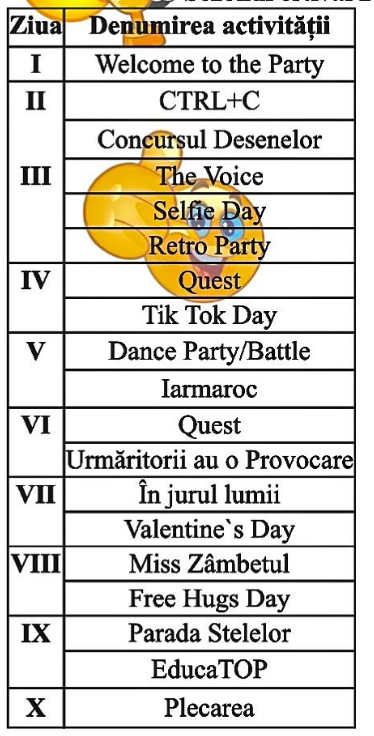 Ziua Denumirea activității
I Welcome to the Party
II CTRL+C
Concursul Desenelor
III The Voice
Selfie Day
Retro Party
IV Quest
Tik Tok Day
V Dance Party/Battle
Iarmaroc
VI Quest
Urmăritorii au o Provocare
VII În jurul lumii
Valentine`s Day
VIII Miss Zâmbetul
Free Hugs Day
IX Parada Stelelor
EducaTOP
X Plecarea